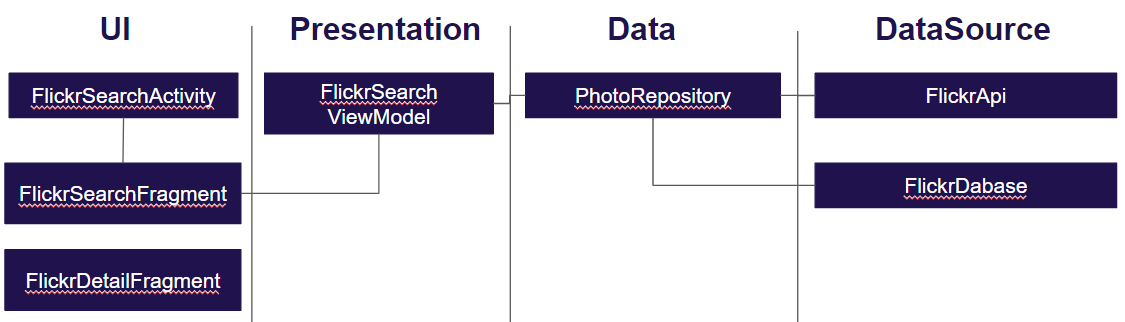 UI
Presentation
Data
DataSource
FlickrSearchActivity
FlickrSearch
ViewModel
PhotoRepository
FlickrApi
FlickrSearchFragment
FlickrDabase
FlickrDetailFragment